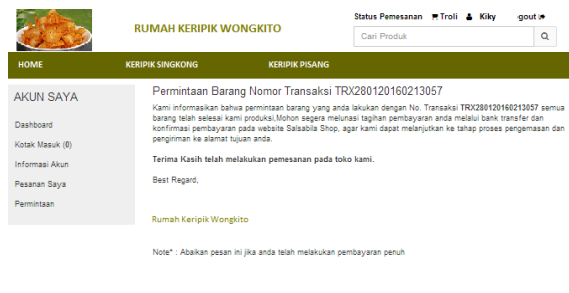 RUMAH KERIPIK WONGKITO
Status Pemesanan Troli Kiky gout
Cari Produk
HOME KERIPIK SINGKONG KERIPIK PISANG
AKUN SAYA
Dashboard
Kotak Masuk (0)
Informasi Akun
Pesanan Saya
Permintaan
Permintaan Barang Nomor Transaksi TRX280120160213057
Kami informasikan bahwa permintaan barang yang anda lakukan dengan No. Transaksi TRX280120160213057 semua
barang telah selesai kami produksi,Mohon segera melunasi tagihan pembayaran anda melalui bank transfer dan
konfirmasi pembayaran pada website Salsabila Shop, agar kami dapat melanjutkan ke tahap proses pengemasan dan
pengiriman ke alamat tujuan anda.
Terima Kasih telah melakukan pemesanan pada toko kami.
Best Regard,
Rumah Keripik Wongkito
Note* : Abaikan pesan ini jika anda telah melakukan pembayaran penuh